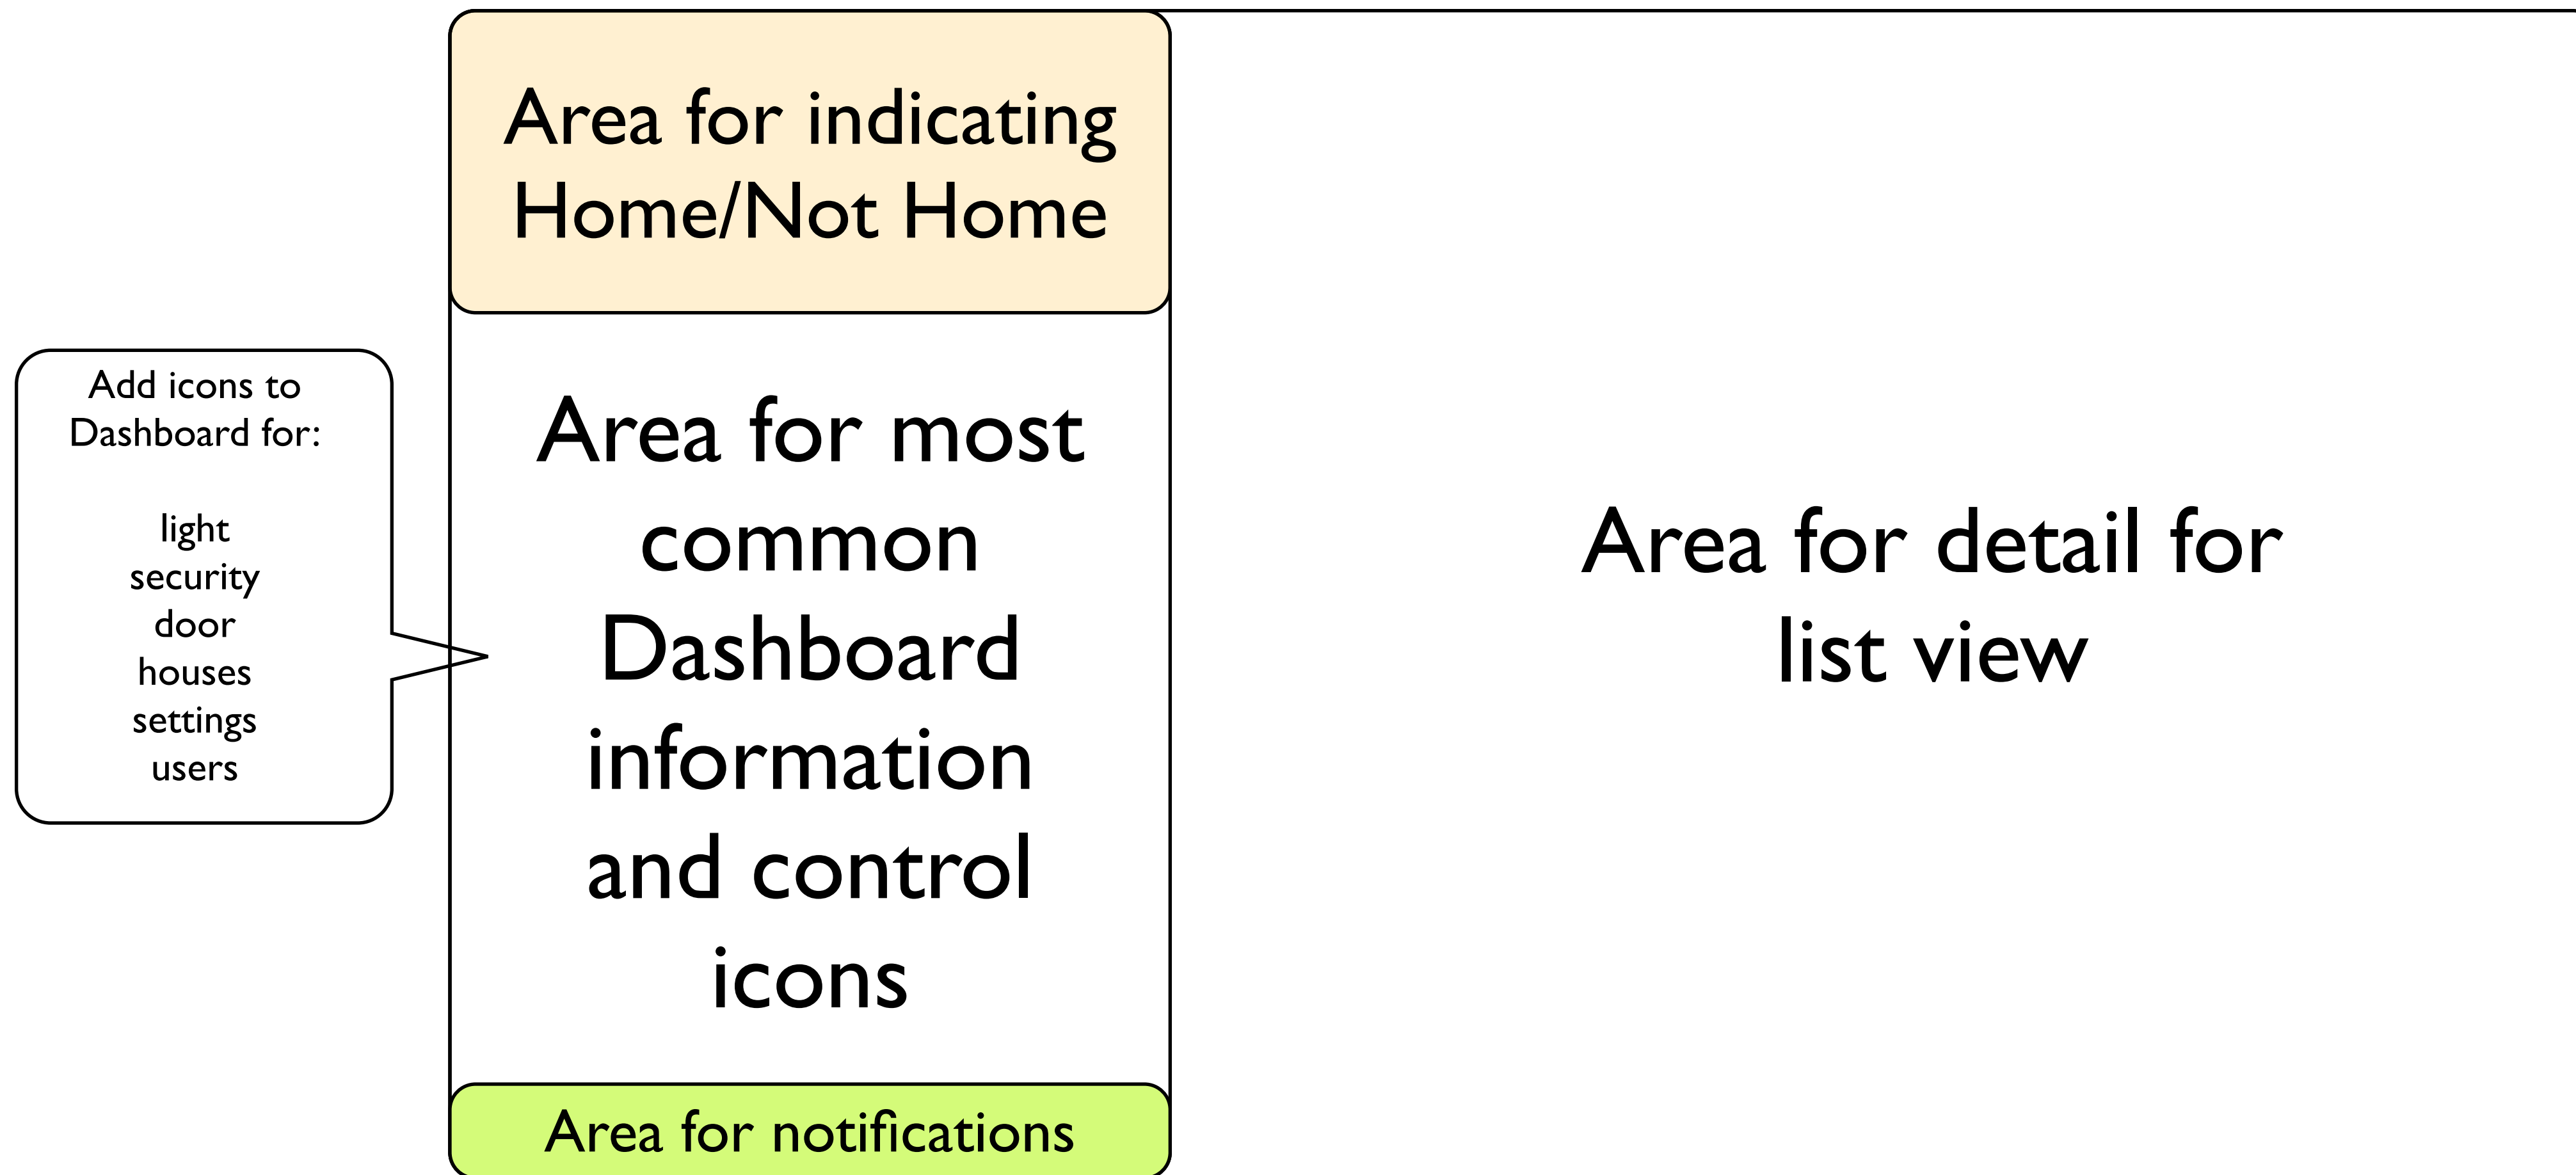 Area for indicating
Home/Not Home
Add icons to
Dashboard for:
light
security
door
houses
settings
users
Area for most
common
Dashboard
information
and control
icons
Area for detail for
list view
Area for notifications